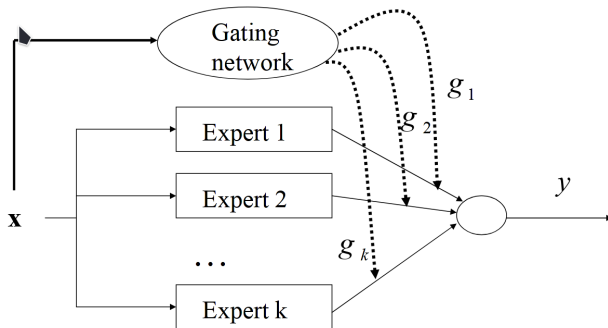 Gating
network
g 1
Expert 1
g 2
Expert 2
y
x
...
g k
Expert k